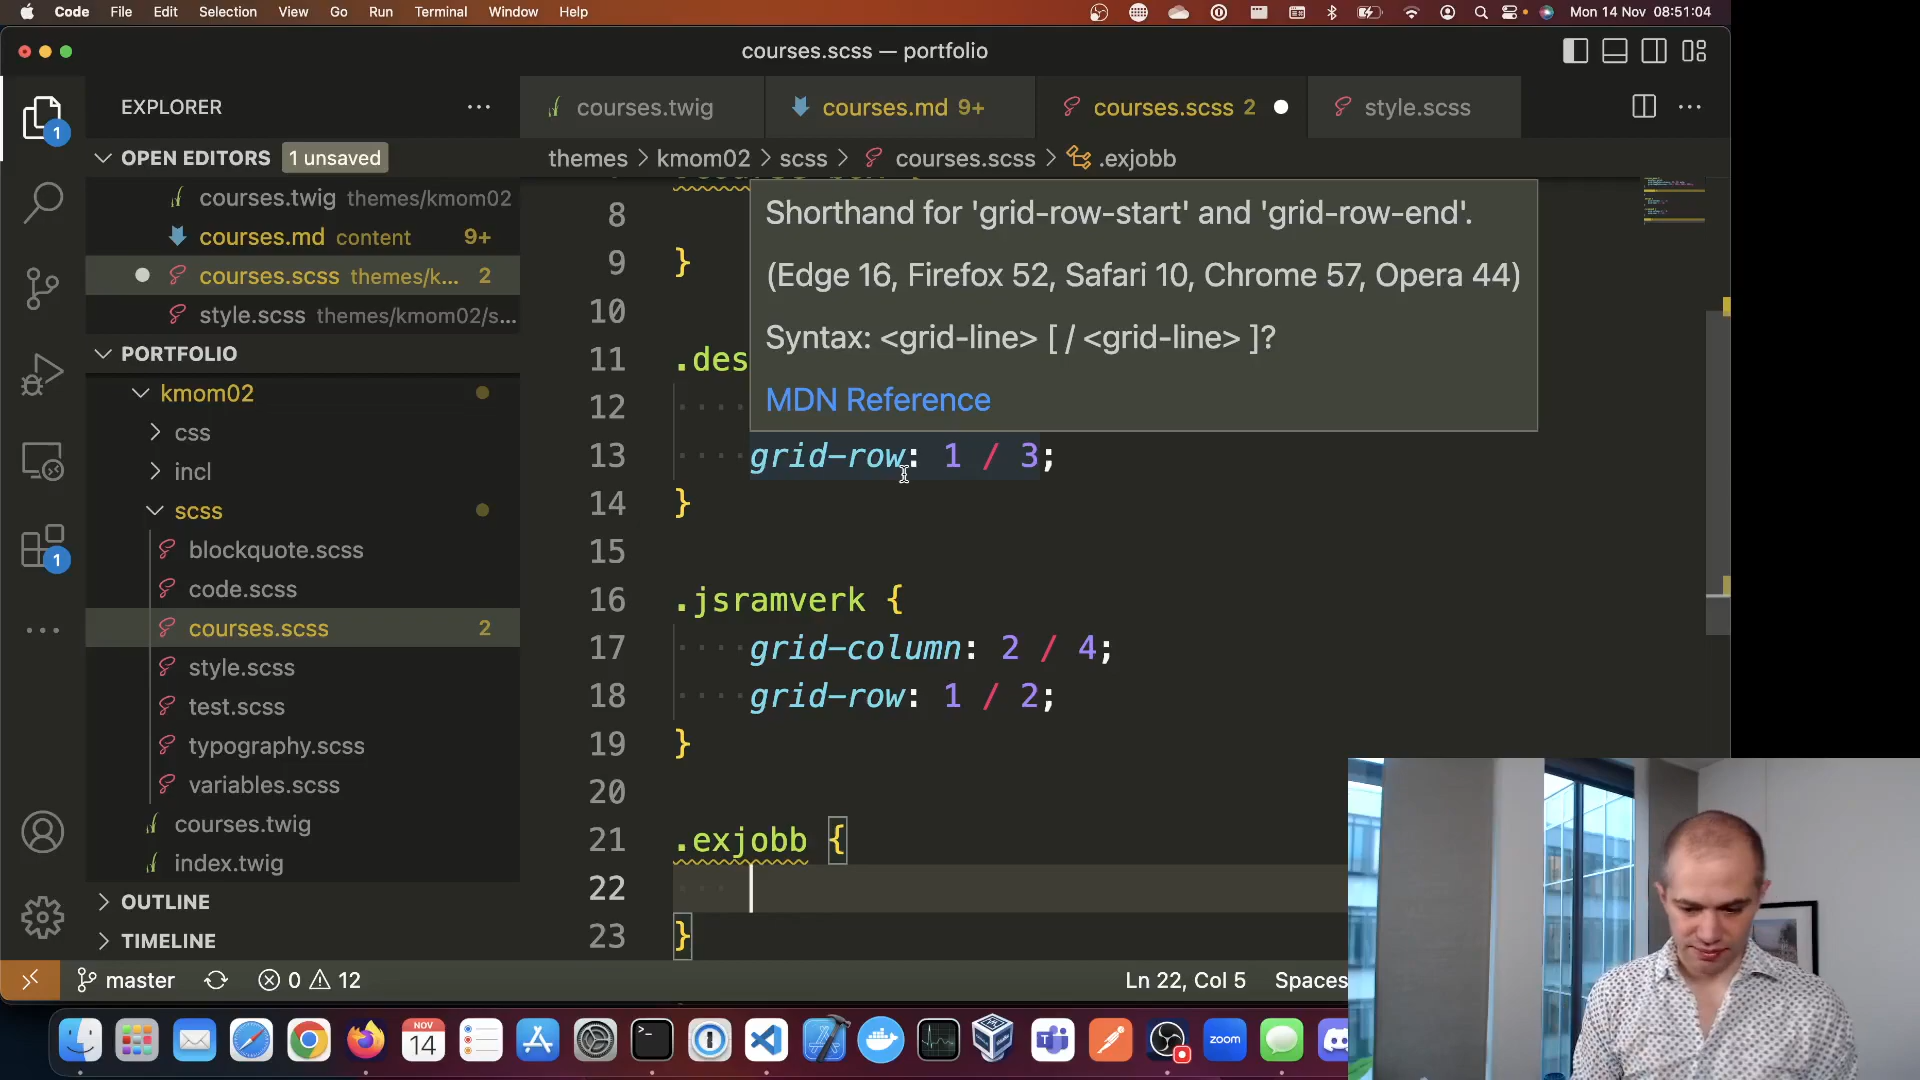 Code File Edit Selection View Go Run Terminal Window Help Mon 14 Nov 08:51:04
courses.scss — portfolio
EXPLORER
courses.twig courses.md 9+ courses.scss 2 style.scss
OPEN EDITORS 1 unsaved
themes > kmom02 > scss > courses.scss > .exjobb
courses.twig themes/kmom02
courses.md content 9+
courses.scss themes/k... 2
style.scss themes/kmom02/s...
PORTFOLIO
kmom02
css
incl
scss
blockquote.scss
code.scss
courses.scss 2
style.scss
test.scss
typography.scss
variables.scss
courses.twig
index.twig
OUTLINE
TIMELINE
1
1
Shorthand for 'grid-row-start' and 'grid-row-end'.
(Edge 16, Firefox 52, Safari 10, Chrome 57, Opera 44)
Syntax: <grid-line> [ / <grid-line> ]?
MDN Reference
8
9 }
10
11 .des
12
13 grid-row: 1 / 3;
14 }
15
16 .jsramverk {
17 grid-column: 2 / 4;
18 grid-row: 1 / 2;
19 }
20
21 .exjobb {
22
23 }
master 0 12 Ln 22, Col 5 Spaces
NOV
14
zoom